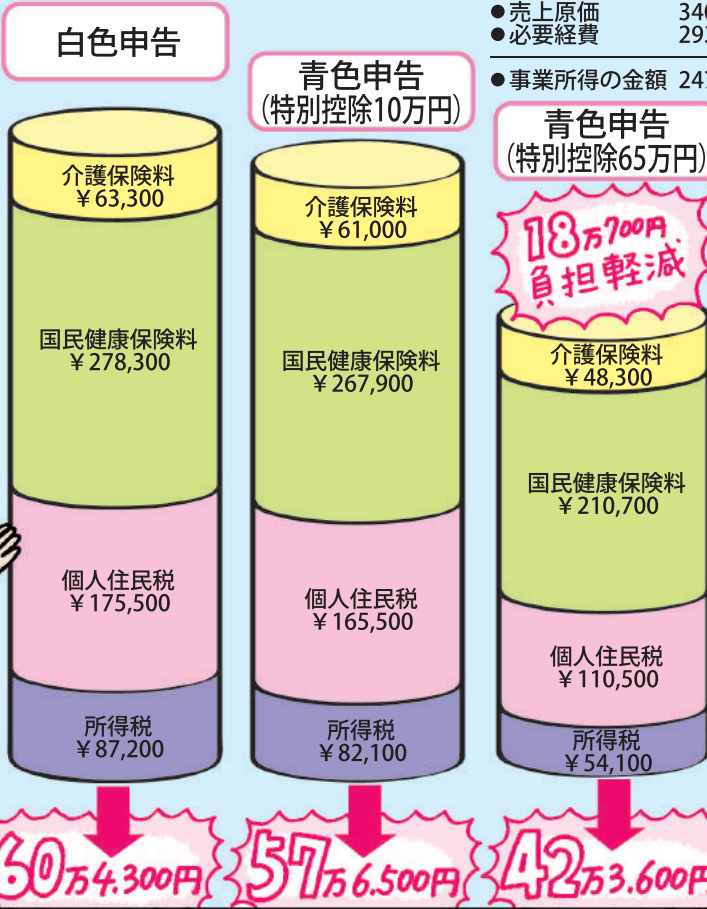 ●売上原価 340
●必要経費 293
●事業所得の金額 247
白色申告
介護保険料
￥63,300
国民健康保険料
￥278,300
個人住民税
￥175,500
所得税
￥87,200
60万4.300円
青色申告
(特別控除10万円)
介護保険料
￥61,000
国民健康保険料
￥267,900
個人住民税
￥165,500
所得税
￥82,100
57万6.500円
青色申告
(特別控除65万円)
18万700円
負担軽減
介護保険料
￥48,300
国民健康保険料
￥210,700
個人住民税
￥110,500
所得税
￥54,100
42万3.600円